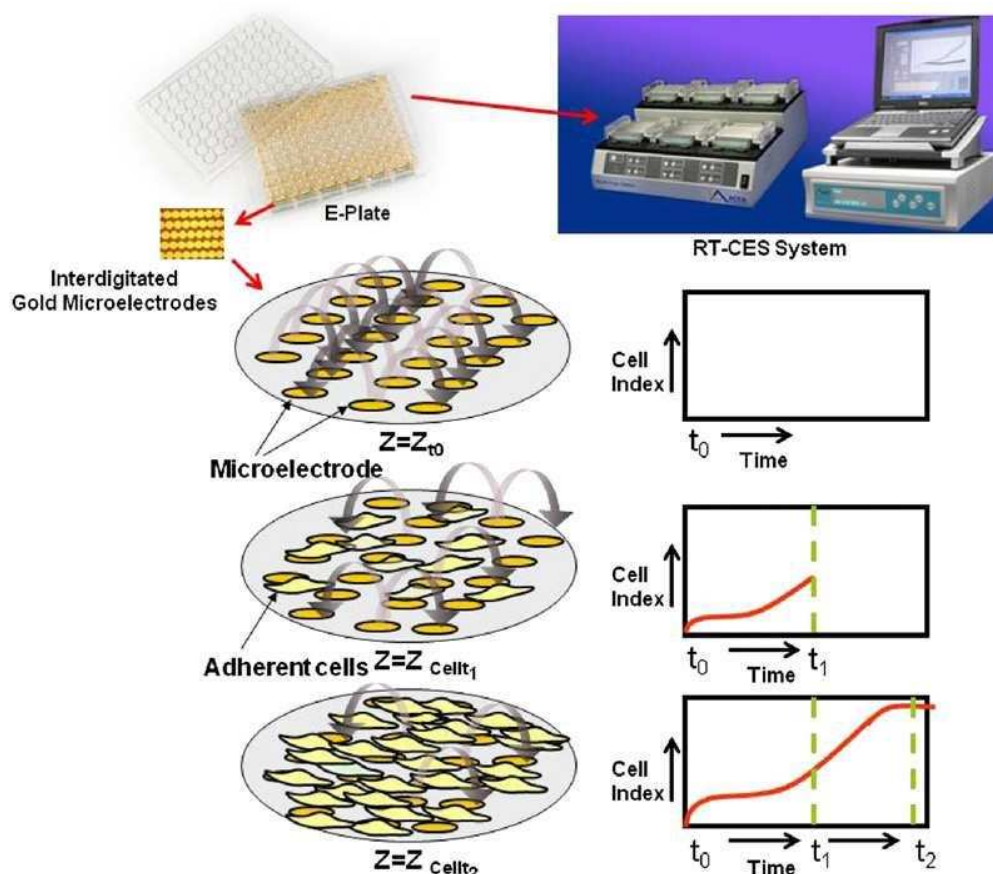 E-Plate
RT-CES System
Interdigitated
Gold Microelectrodes
Z=Zt0
Microelectrode
Cell
Index
t0
Time
Z=Z Cellt1
Adherent cells
Cell
Index
t0
t1
Time
Z=Z Cellt2
Cell
Index
t0
t1
t2
Time